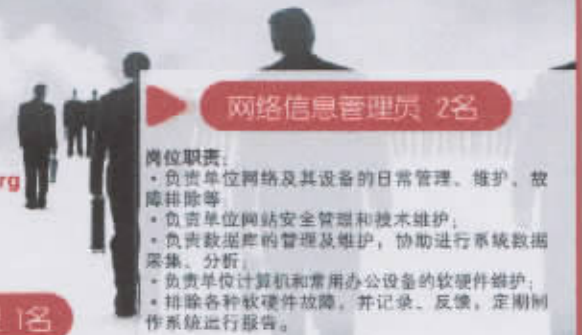 网络信息管理员 2名
岗位职责:
·负责单位网络及其设备的日常管理、维护、故
障排除等
·负责单位网站安全管理和技术维护;
rg
·负责数据库的管理及维护，协助进行系统数据
采集、分析;
·负责单位计算机和常用办公设备的软硬件维护;
·排除各种软硬件故障，并记录、反馈，定期制
作系统运行报告。
1名